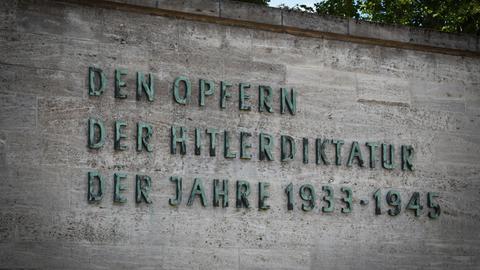 DEN OPFERN
DER HITLERDIKTATUR
DER JAHRE 1933·1945